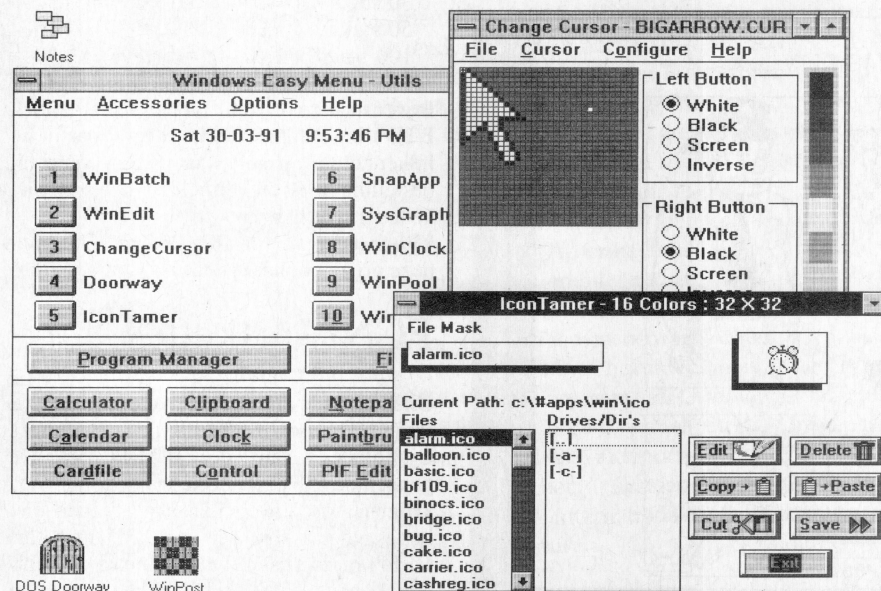 Notes
Windows Easy Menu - Utils
Menu Accessories Options Help
Sat 30-03-91 9:53:46 PM
1 WinBatch
2 WinEdit
3 ChangeCursor
4 Doorway
5 IconTamer
6 SnapApp
7 SysGraph
8 WinClock
9 WinPool
10
Program Manager
Calculator Clipboard
Calendar Clock
Cardfile Control PIF Edit
DOS Doorway
WinPost
Change Cursor - BIGARROW.CUR
File Cursor Configure Help
Left Button
White
Black
Screen
Inverse
Right Button
White
Black
Screen
IconTamer - 16 Colors : 32 X 32
File Mask
alarm.ico
Current Path: c:\#apps\win\ico
Files
alarm.ico
balloon.ico
basic.ico
bf109.ico
binocs.ico
bridge.ico
bug.ico
cake.ico
carrier.ico
cashreg.ico
Drives/Dir's
[..]
[-a-]
[-c-]
Edit Delete
Copy Paste
Cut Save
Exit